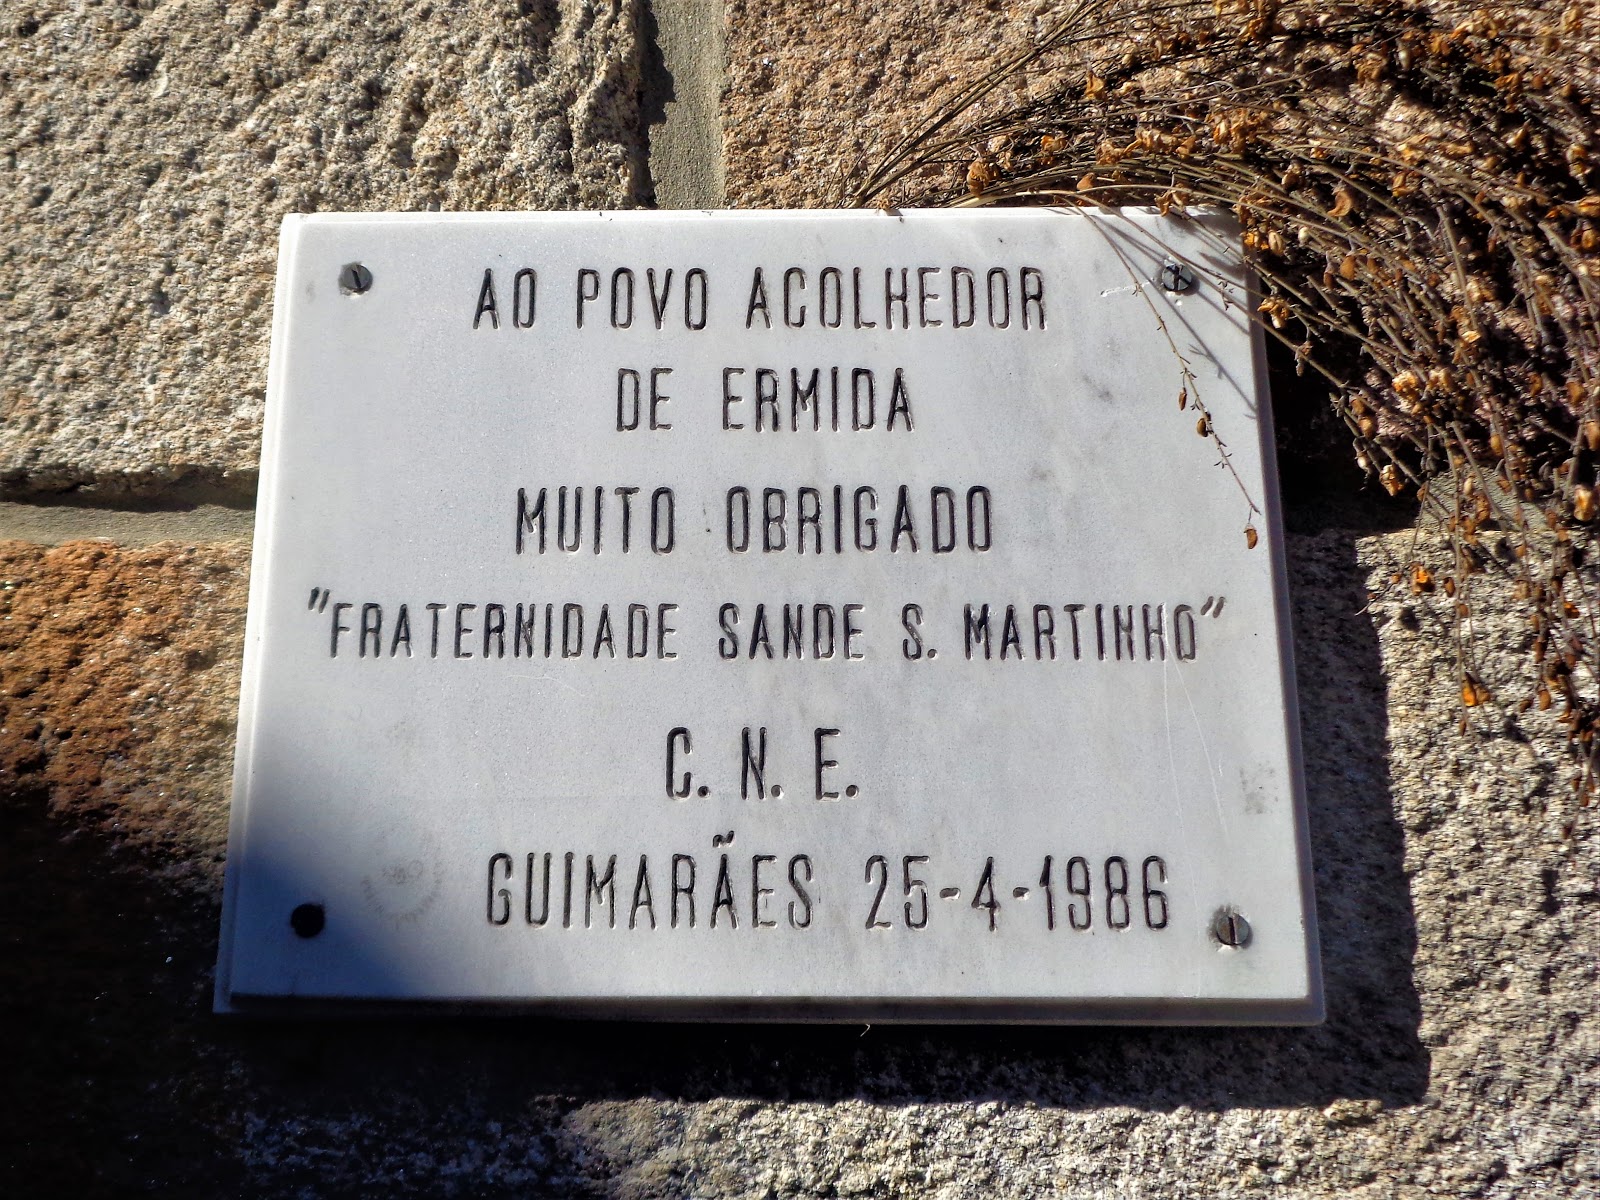 AO POVO ACOLHEDOR
DE ERMIDA
MUITO OBRIGADO
"FRATERNIDADE SANDE S. MARTINHO"
C. N. E.
GUIMARÃES 25-4-1986